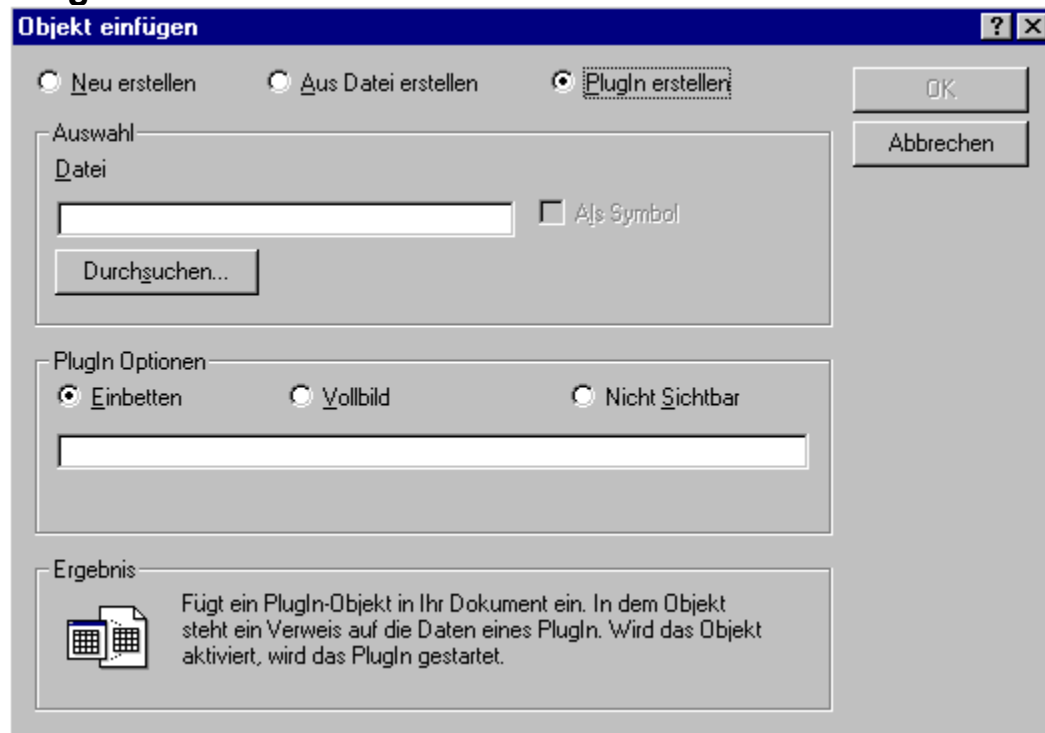 Objekt einfügen
Neu erstellen Aus Datei erstellen PlugIn erstellen OK
Auswahl
Abbrechen
Datei
Als Symbol
Durchsuchen...
PlugIn Optionen
Einbetten Vollbild Nicht Sichtbar
Ergebnis
Fügt ein PlugIn-Objekt in Ihr Dokument ein. In dem Objekt
steht ein Verweis auf die Daten eines PlugIn. Wird das Objekt
aktiviert, wird das PlugIn gestartet.